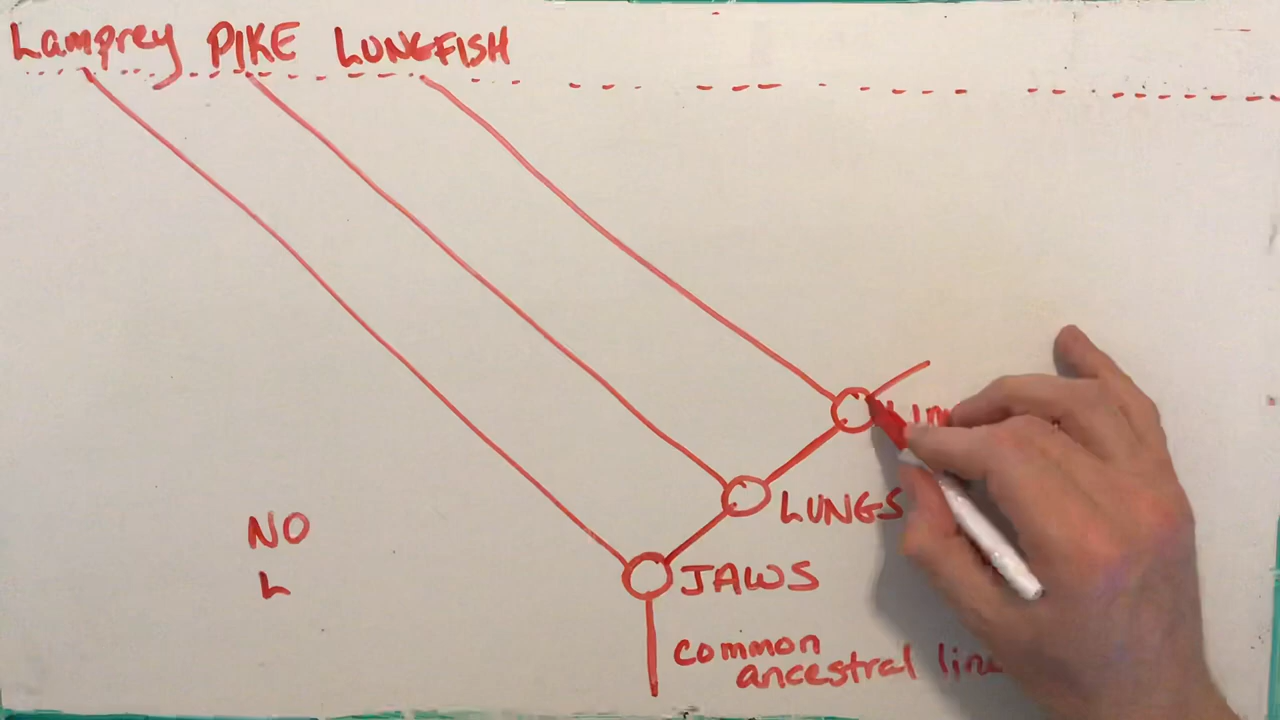 Lamprey PIKE LUNGFISH
LUNGS
NO
L
JAWS
common
ancestral